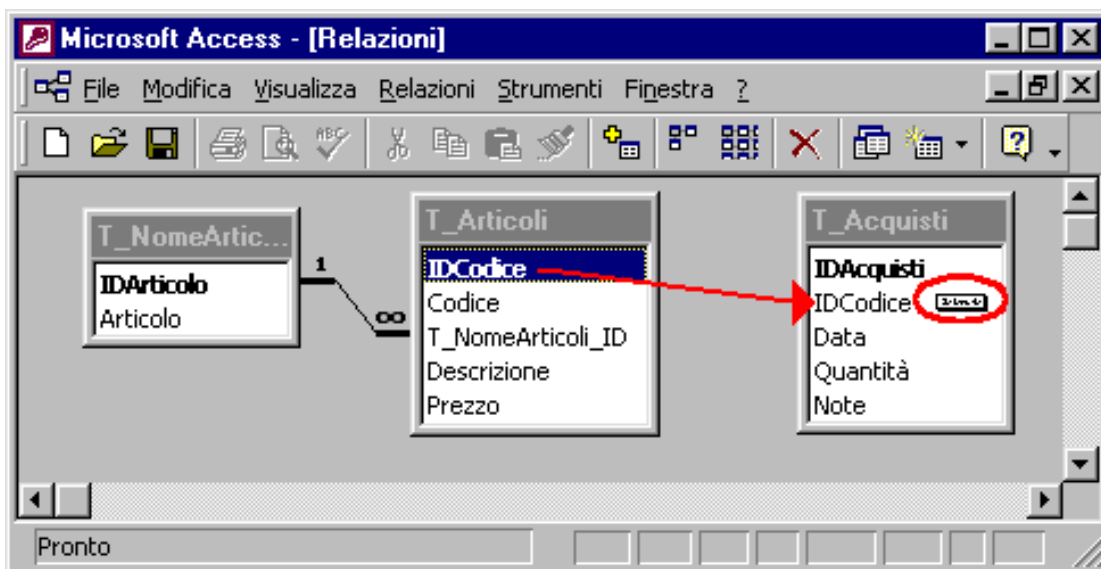 Microsoft Access - [Relazioni]
File Modifica Visualizza Relazioni Strumenti Finestra ?
ABC
T_NomeArtic...
IDArticolo
Articolo
1
∞
T_Articoli
IDCodice
Codice
T_NomeArticoli_ID
Descrizione
Prezzo
T_Acquisti
IDAcquisti
IDCodice
Data
Quantità
Note
Pronto